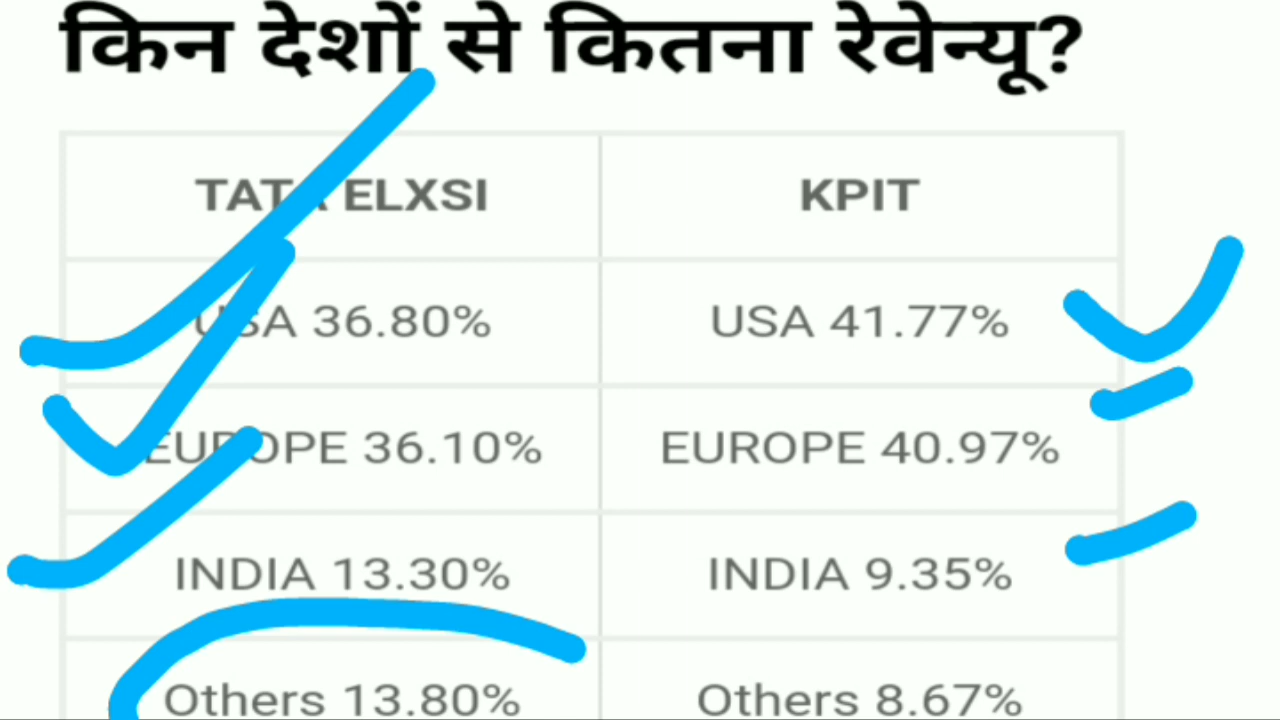 किन देशों से कितना रेवेन्यू?
TATA ELXSI KPIT
USA 36.80% USA 41.77%
EUROPE 36.10% EUROPE 40.97%
INDIA 13.30% INDIA 9.35%
Others 13.80% Others 8.67%